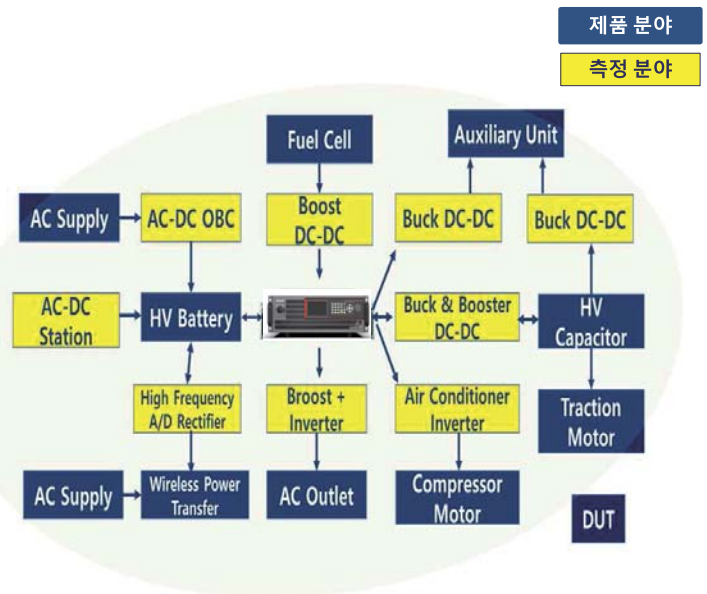 제품 분야
측정 분야
Fuel Cell
Auxiliary Unit
AC Supply
AC-DC OBC
Boost
DC-DC
Buck DC-DC
Buck DC-DC
AC-DC
Station
HV Battery
Buck & Booster
DC-DC
HV
Capacitor
High Frequency
A/D Rectifier
Broost +
Inverter
Air Conditioner
Inverter
Traction
Motor
AC Supply
Wireless Power
Transfer
AC Outlet
Compressor
Motor
DUT